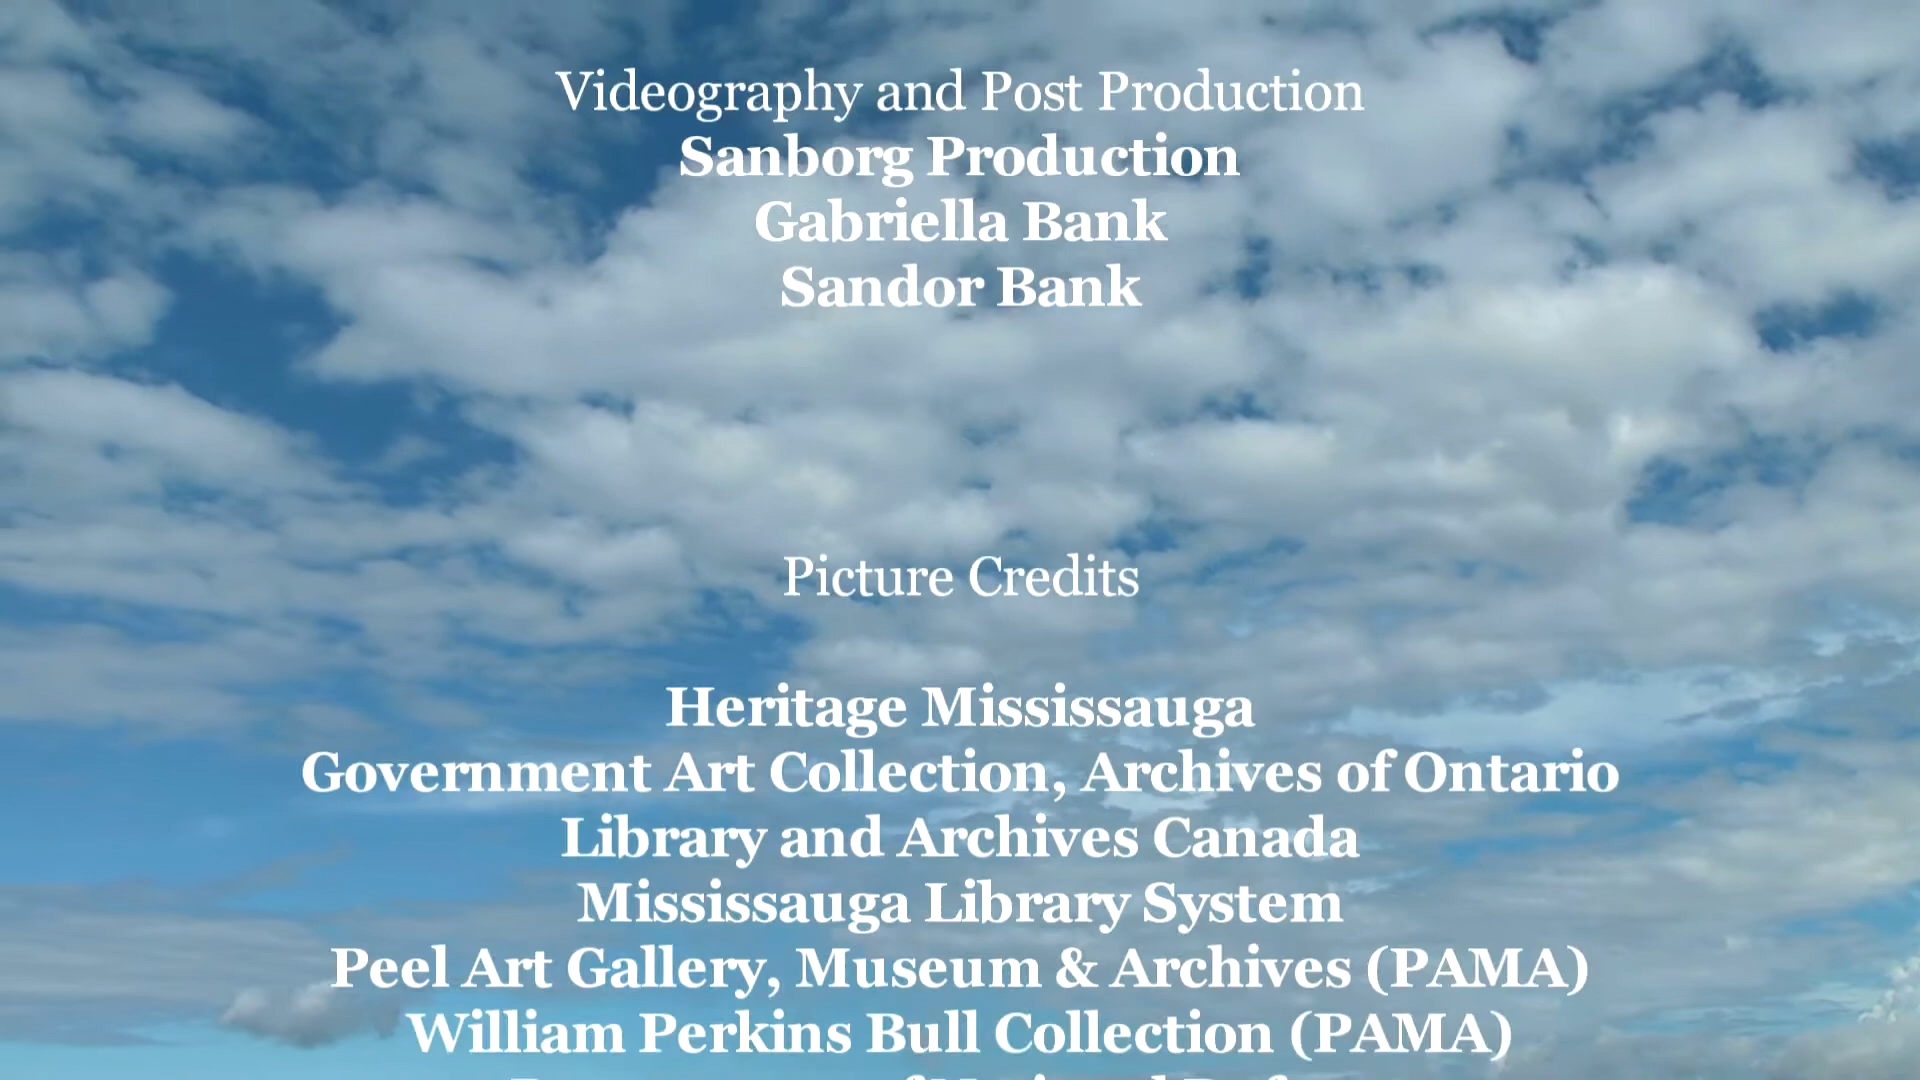 Videography and Post Production
Sanborg Production
Gabriella Bank
Sandor Bank
Picture Credits
Heritage Mississauga
Government Art Collection, Archives of Ontario
Library and Archives Canada
Mississauga Library System
Peel Art Gallery, Museum & Archives (PAMA)
William Perkins Bull Collection (PAMA)